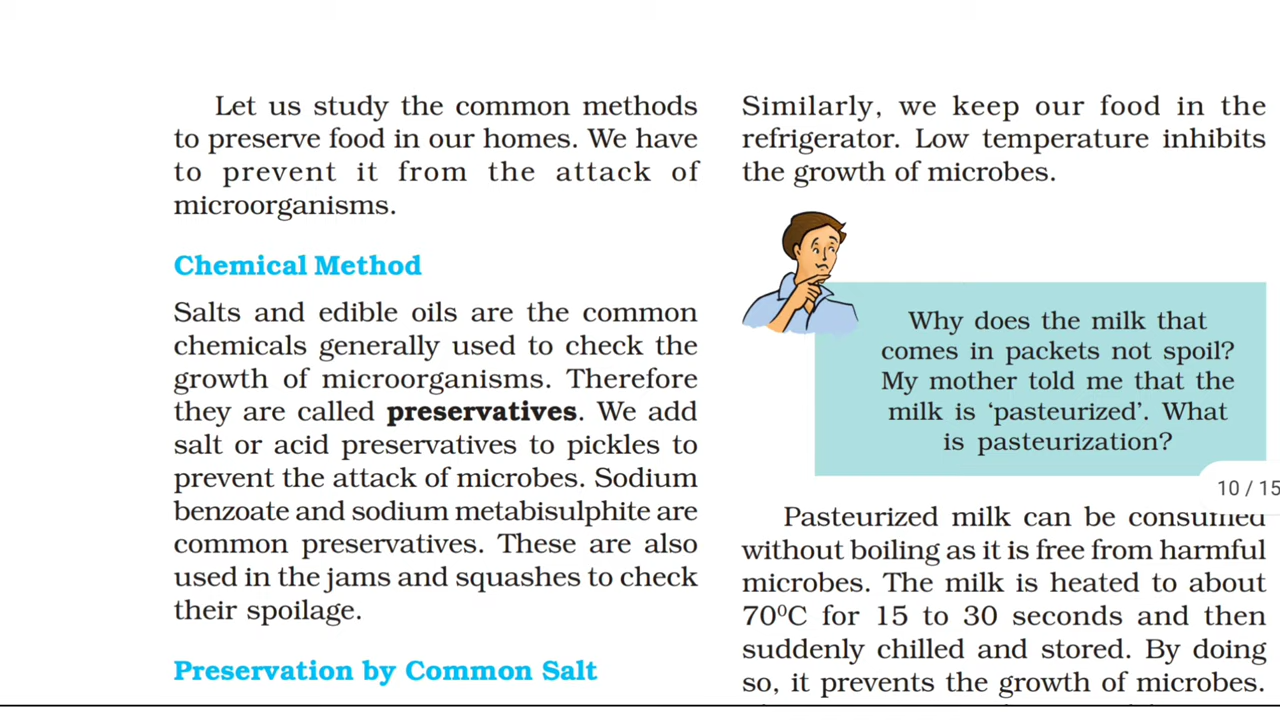 Let us study the common methods
to preserve food in our homes. We have
to prevent it from the attack of
microorganisms.
Chemical Method
Salts and edible oils are the common
chemicals generally used to check the
growth of microorganisms. Therefore
they are called preservatives. We add
salt or acid preservatives to pickles to
prevent the attack of microbes. Sodium
benzoate and sodium metabisulphite are
common preservatives. These are also
used in the jams and squashes to check
their spoilage.
Preservation by Common Salt
Similarly, we keep our food in the
refrigerator. Low temperature inhibits
the growth of microbes.
Why does the milk that
comes in packets not spoil?
My mother told me that the
milk is ‘pasteurized’. What
is pasteurization?
10 / 15
Pasteurized milk can be consumed
without boiling as it is free from harmful
microbes. The milk is heated to about
70⁰C for 15 to 30 seconds and then
suddenly chilled and stored. By doing
so, it prevents the growth of microbes.